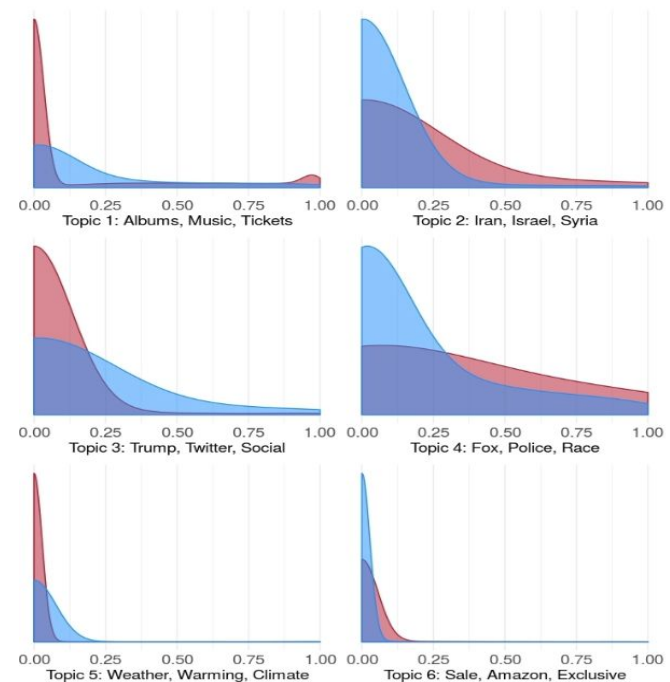 0.00 0.25 0.50 0.75 1.00
Topic 1: Albums, Music, Tickets
0.00 0.25 0.50 0.75 1.00
Topic 2: Iran, Israel, Syria
0.00 0.25 0.50 0.75 1.00
Topic 3: Trump, Twitter, Social
0.00 0.25 0.50 0.75 1.00
Topic 4: Fox, Police, Race
0.00 0.25 0.50 0.75 1.00
Topic 5: Weather, Warming, Climate
0.00 0.25 0.50 0.75 1.00
Topic 6: Sale, Amazon, Exclusive